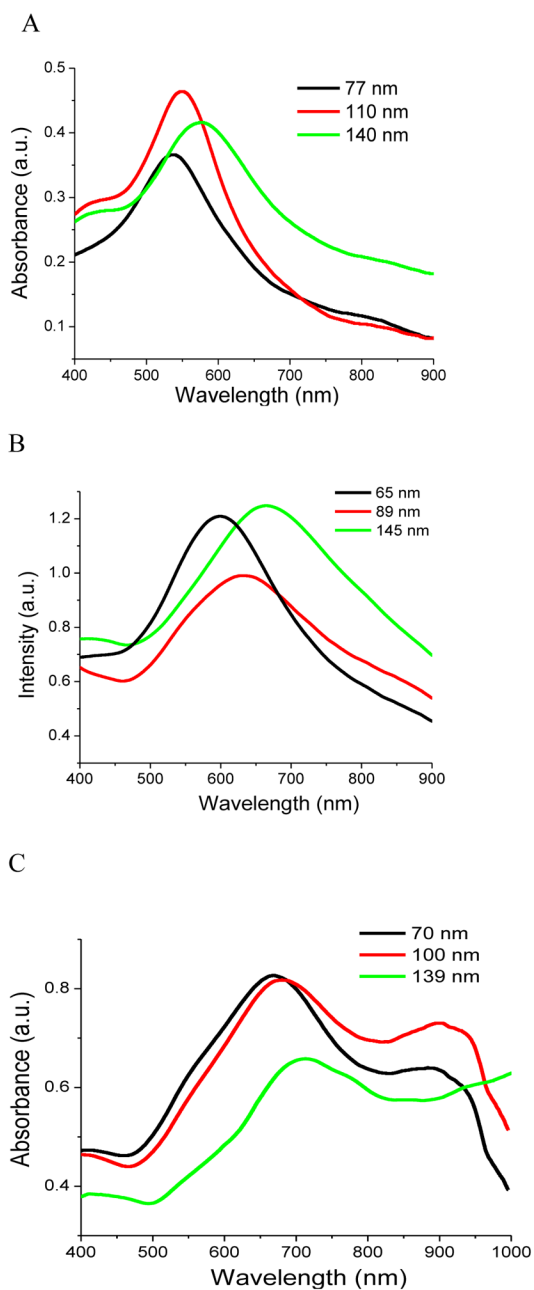 A
0.5
0.4
0.3
0.2
0.1
Absorbance (a.u.)
77 nm
110 nm
140 nm
400 500 600 700 800 900
Wavelength (nm)
B
1.2
1.0
0.8
0.6
0.4
Intensity (a.u.)
65 nm
89 nm
145 nm
400 500 600 700 800 900
Wavelength (nm)
C
0.8
0.6
0.4
Absorbance (a.u.)
70 nm
100 nm
139 nm
400 500 600 700 800 900 1000
Wavelength (nm)